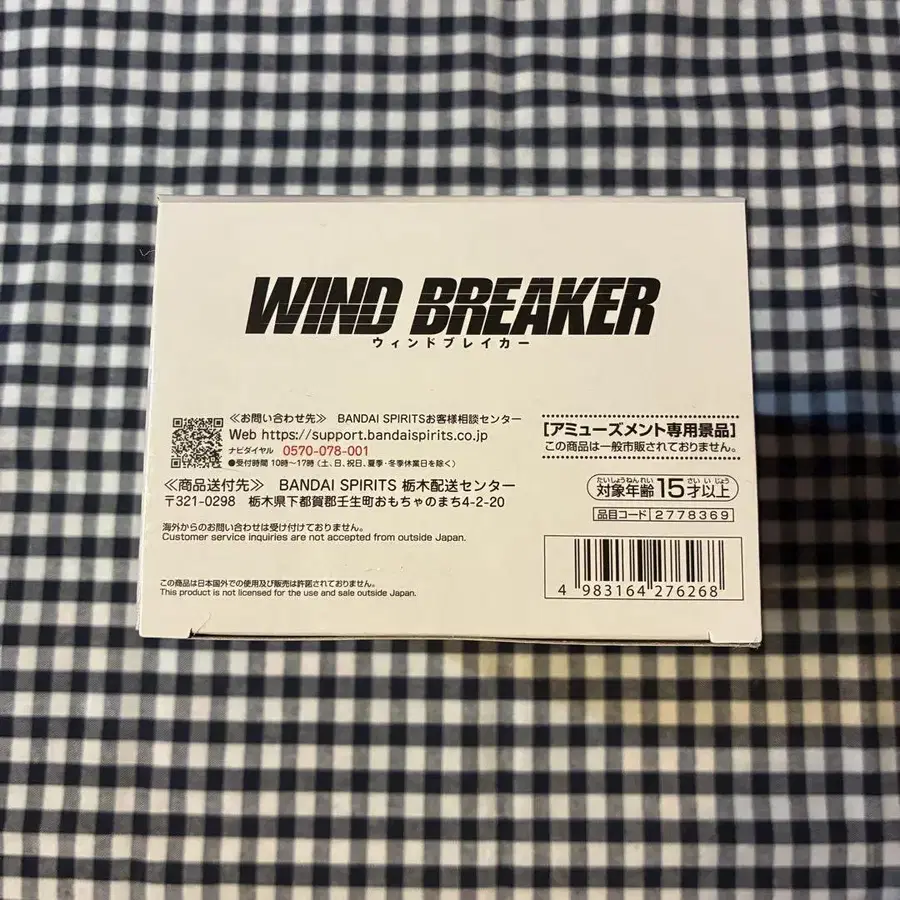 WIND BREAKER
ウィンドブレイカー
≪お問い合わせ先≫ BANDAI SPIRITSお客様相談センター
Web https://support.bandaispirits.co.jp
ナビダイヤル 0570-078-001
●受付時間 10時~17時 (土、日、祝日、夏季・冬季休業日を除く)
≪商品送付先≫ BANDAI SPIRITS 栃木配送センター
〒321-0298 栃木県下都賀郡壬生町おもちゃのまち4-2-20
海外からのお問い合わせは受け付けておりません。
Customer service inquiries are not accepted from outside Japan.
この商品は日本国外での使用及び販売は許諾されておりません。
This product is not licensed for the use and sale outside Japan.
[アミューズメント専用景品]
この商品は一般市販されておりません。
たいしょうねんれい さい いじょう
対象年齢 15才以上
品目コード 2778369
4 983164 276268